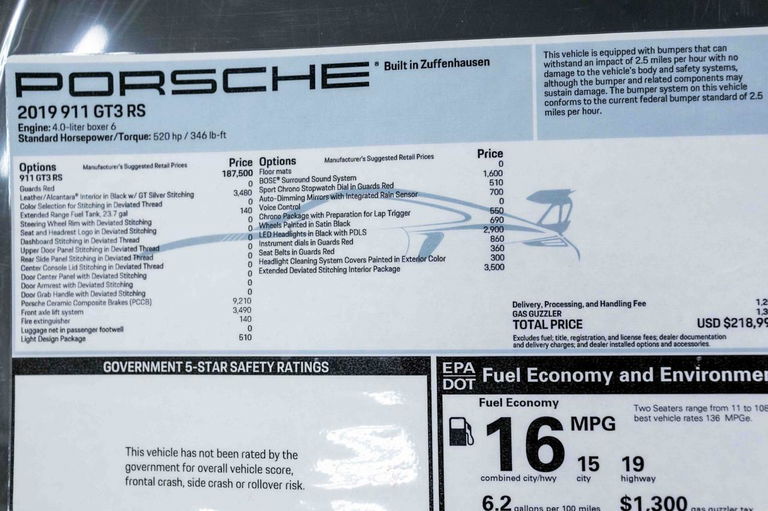 PORSCHE® Built in Zuffenhausen
2019 911 GT3 RS
Engine: 4.0-liter boxer 6
Standard Horsepower/Torque: 520 hp / 346 lb-ft
This vehicle is equipped with bumpers that can
withstand an impact of 2.5 miles per hour with no
damage to the vehicle's body and safety systems,
although the bumper and related components may
sustain damage. The bumper system on this vehicle
conforms to the current federal bumper standard of 2.5
miles per hour.
Options Manufacturer's Suggested Retail Prices Price
911 GT3 RS 187,500
Guards Red 0
Leather/Alcantara® Interior in Black w/ GT Silver Stitching 3,480
Color Selection for Stitching in Deviated Thread 0
Extended Range Fuel Tank, 23.7 gal 140
Steering Wheel Rim with Deviated Stitching 0
Seat and Headrest Logo in Deviated Stitching 0
Dashboard Stitching in Deviated Thread 0
Upper Door Panel Stitching in Deviated Thread 0
Rear Side Panel Stitching in Deviated Thread 0
Center Console Lid Stitching in Deviated Thread 0
Door Center Panel with Deviated Stitching 0
Door Armrest with Deviated Stitching 0
Door Grab Handle with Deviated Stitching 0
Porsche Ceramic Composite Brakes (PCCB) 9,210
Front axle lift system 3,490
Fire extinguisher 140
Luggage net in passenger footwell 0
Light Design Package 510
Options Manufacturer's Suggested Retail Prices Price
Floor mats 0
BOSE® Surround Sound System 1,600
Sport Chrono Stopwatch Dial in Guards Red 510
Auto-Dimming Mirrors with Integrated Rain Sensor 700
Voice Control 0
Chrono Package with Preparation for Lap Trigger 550
Wheels Painted in Satin Black 690
LED Headlights in Black with PDLS 2,900
Instrument dials in Guards Red 860
Seat Belts in Guards Red 360
Headlight Cleaning System Covers Painted in Exterior Color 300
Extended Deviated Stitching Interior Package 3,600
Delivery, Processing, and Handling Fee 1,2
GAS GUZZLER 1,3
TOTAL PRICE USD $218,99
Excludes fuel; title, registration, and license fees; dealer documentation
and delivery charges; and dealer installed options and accessories.
GOVERNMENT 5-STAR SAFETY RATINGS
This vehicle has not been rated by the
government for overall vehicle score,
frontal crash, side crash or rollover risk.
EPA
DOT Fuel Economy and Environmen
Fuel Economy
16 MPG
combined city/hwy
15
city
19
highway
Two Seaters range from 11 to 108
best vehicle rates 136 MPGe.
6.2 gallons per 100 miles
$1,300 gas guzzler tax